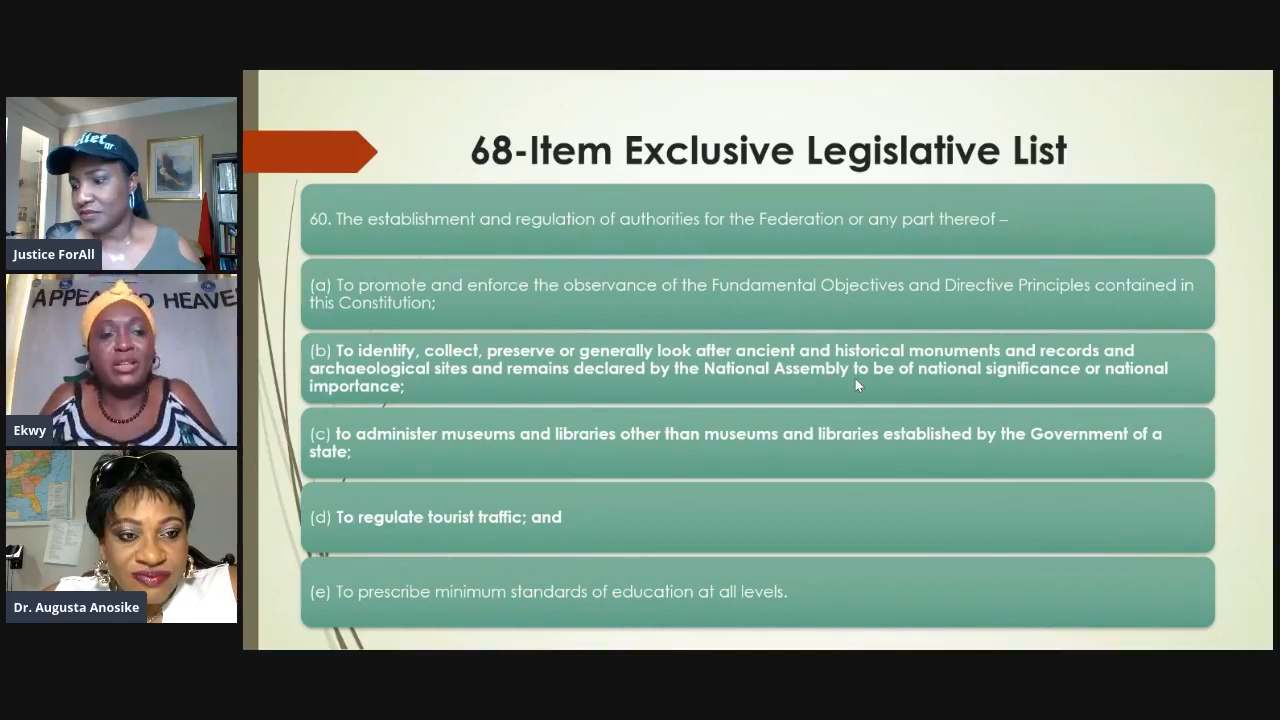 Justice ForAll
APPEAL TO HEAVEN
Ekwy
Dr. Augusta Anosike
68-Item Exclusive Legislative List
60. The establishment and regulation of authorities for the Federation or any part thereof –
(a) To promote and enforce the observance of the Fundamental Objectives and Directive Principles contained in
this Constitution;
(b) To identify, collect, preserve or generally look after ancient and historical monuments and records and
archaeological sites and remains declared by the National Assembly to be of national significance or national
importance;
(c) to administer museums and libraries other than museums and libraries established by the Government of a
state;
(d) To regulate tourist traffic; and
(e) To prescribe minimum standards of education at all levels.